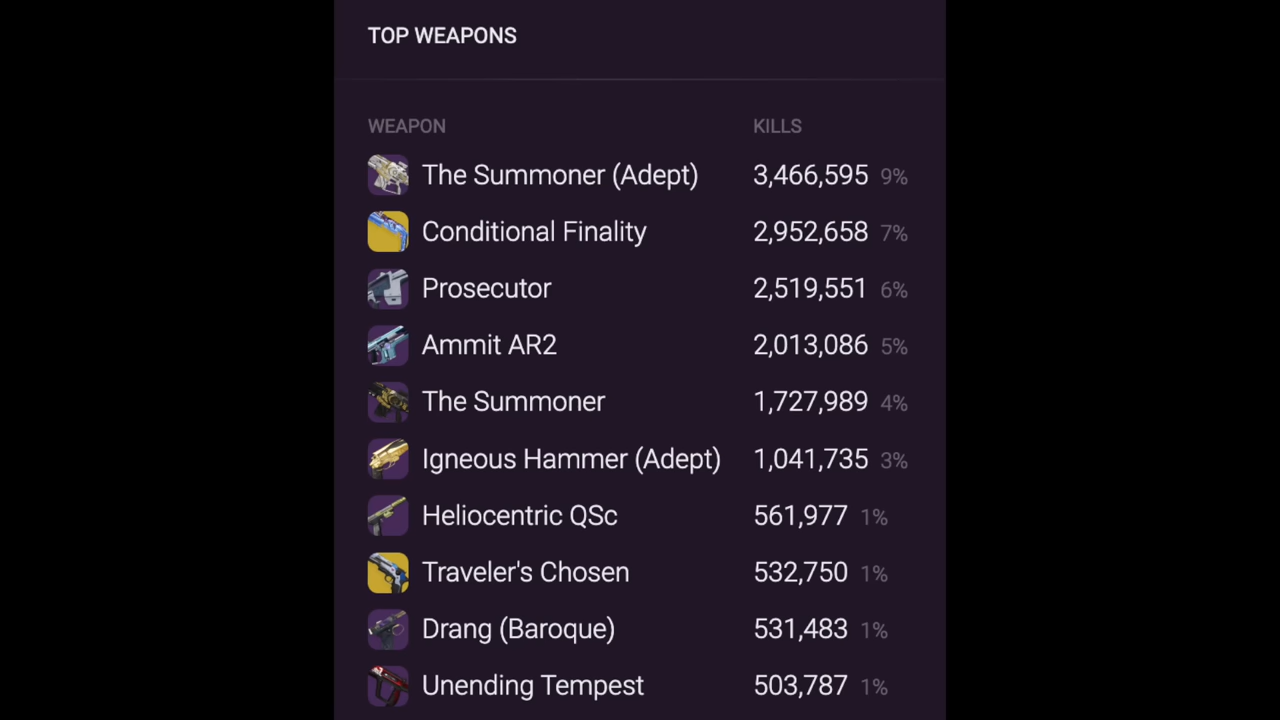 TOP WEAPONS
WEAPON KILLS
The Summoner (Adept) 3,466,595 9%
Conditional Finality 2,952,658 7%
Prosecutor 2,519,551 6%
Ammit AR2 2,013,086 5%
The Summoner 1,727,989 4%
Igneous Hammer (Adept) 1,041,735 3%
Heliocentric QSc 561,977 1%
Traveler's Chosen 532,750 1%
Drang (Baroque) 531,483 1%
Unending Tempest 503,787 1%